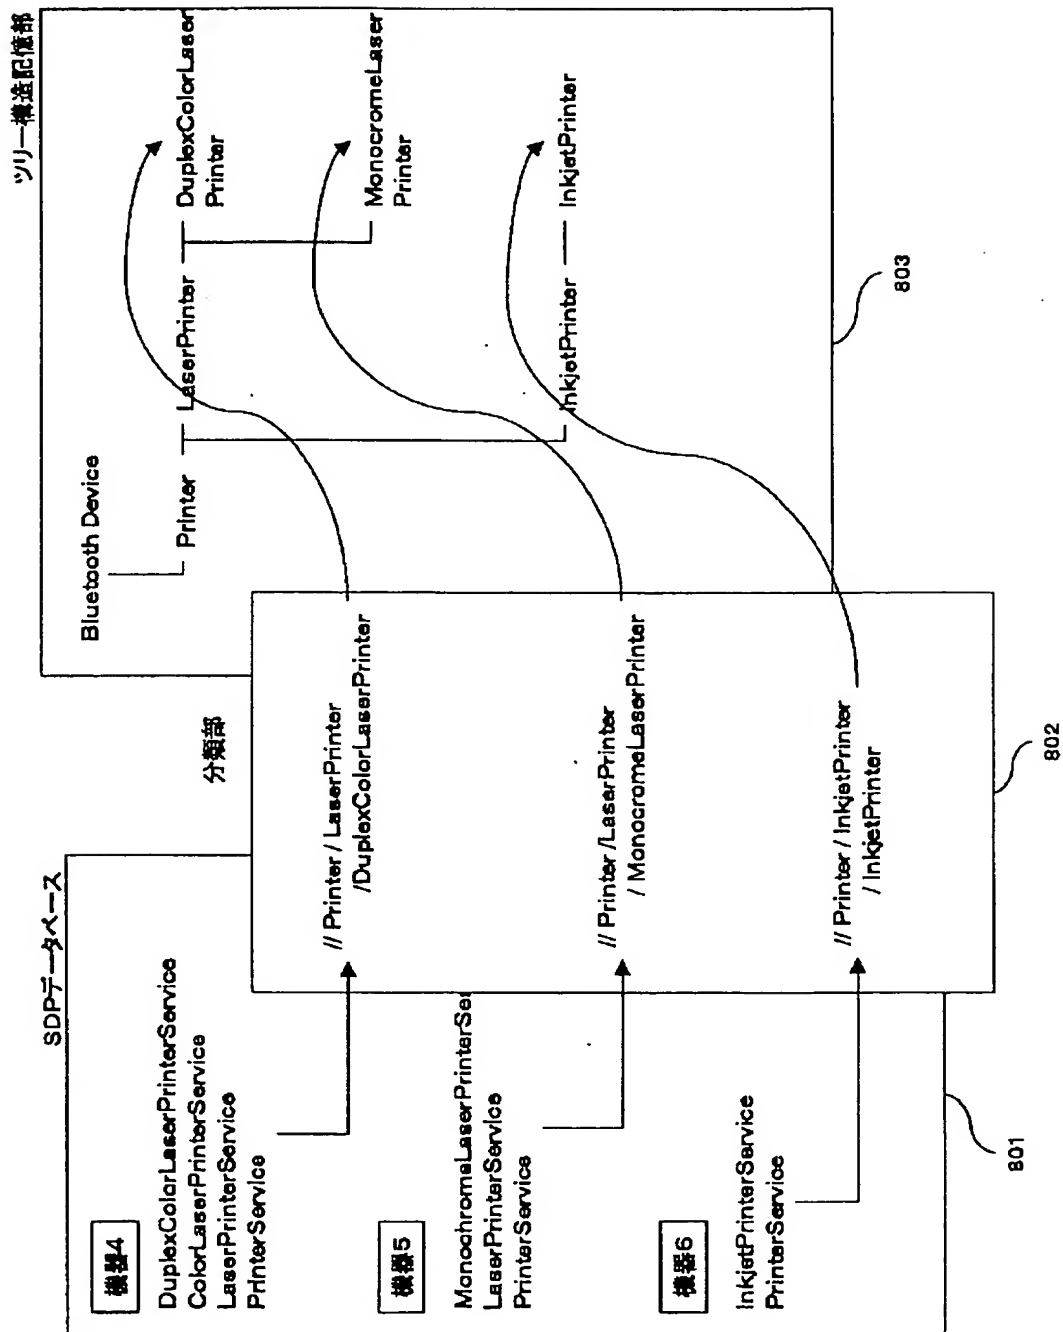 SDPデータベース
機器4
DuplexColorLaserPrinterService
ColorLaserPrinterService
LaserPrinterService
PrinterService
機器5
MonochromeLaserPrinterSe
LaserPrinterService
PrinterService
機器6
InkjetPrinterService
PrinterService
801
分類部
// Printer / LaserPrinter
/DuplexColorLaserPrinter
// Printer /LaserPrinter
/ MonocromeLaserPrinter
// Printer / InkjetPrinter
/ InkjetPrinter
802
ツリー構造記憶部
Bluetooth Device
Printer
LaserPrinter
DuplexColorLaser
Printer
MonocromeLaser
Printer
InkjetPrinter
InkjetPrinter
803